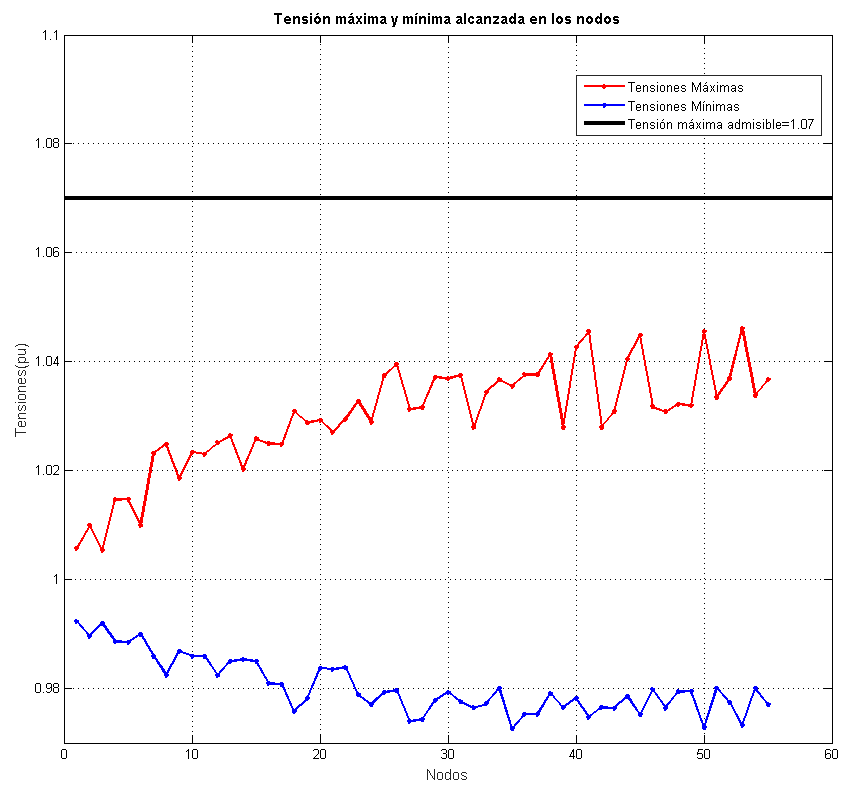 Tensión máxima y mínima alcanzada en los nodos
1.1
Tensiones Máximas
Tensiones Mínimas
Tensión máxima admisible=1.07
1.08
1.06
1.04
1.02
1
0.98
Tensiones(pu)
0 10 20 30 40 50 60
Nodos